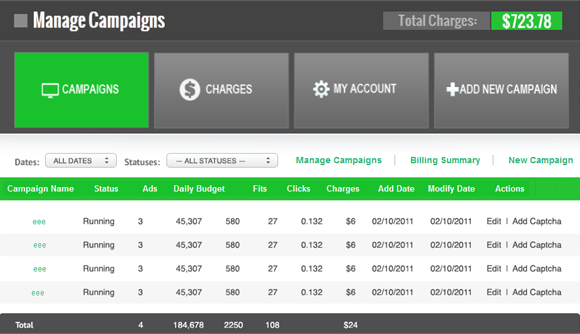 Manage Campaigns Total Charges: $723.78
CAMPAIGNS CHARGES MY ACCOUNT ADD NEW CAMPAIGN
Dates: ALL DATES Statuses: — ALL STATUSES — Manage Campaigns | Billing Summary | New Campaign
Campaign Name Status Ads Daily Budget Fits Clicks Charges Add Date Modify Date Actions
eee Running 3 45,307 580 27 0.132 $6 02/10/2011 02/10/2011 Edit | Add Captcha
eee Running 3 45,307 580 27 0.132 $6 02/10/2011 02/10/2011 Edit | Add Captcha
eee Running 3 45,307 580 27 0.132 $6 02/10/2011 02/10/2011 Edit | Add Captcha
eee Running 3 45,307 580 27 0.132 $6 02/10/2011 02/10/2011 Edit | Add Captcha
Total 4 184,678 2250 108 $24